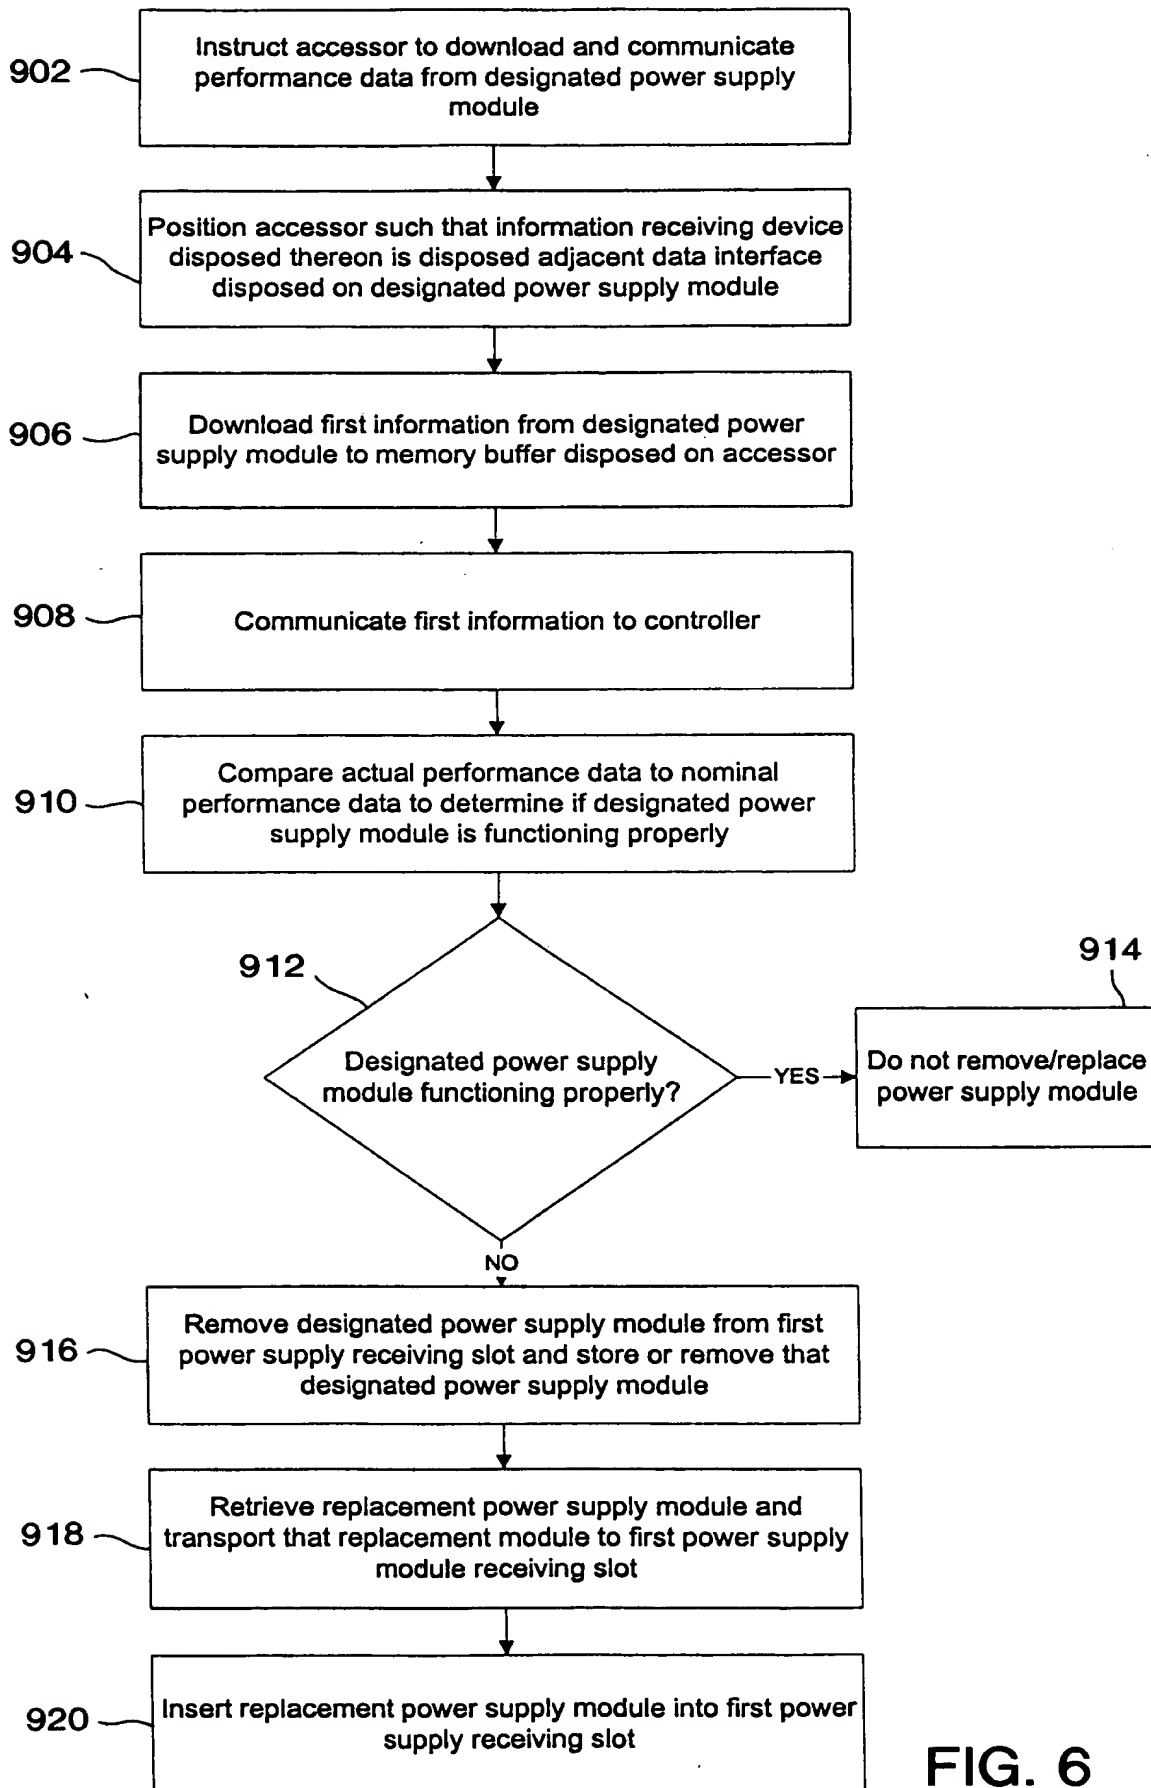 902
Instruct accessor to download and communicate
performance data from designated power supply
module
904
Position accessor such that information receiving device
disposed thereon is disposed adjacent data interface
disposed on designated power supply module
906
Download first information from designated power
supply module to memory buffer disposed on accessor
908
Communicate first information to controller
910
Compare actual performance data to nominal
performance data to determine if designated power
supply module is functioning properly
912
Designated power supply
module functioning properly?
YES
914
Do not remove/replace
power supply module
NO
916
Remove designated power supply module from first
power supply receiving slot and store or remove that
designated power supply module
918
Retrieve replacement power supply module and
transport that replacement module to first power supply
module receiving slot
920
Insert replacement power supply module into first power
supply receiving slot
FIG. 6